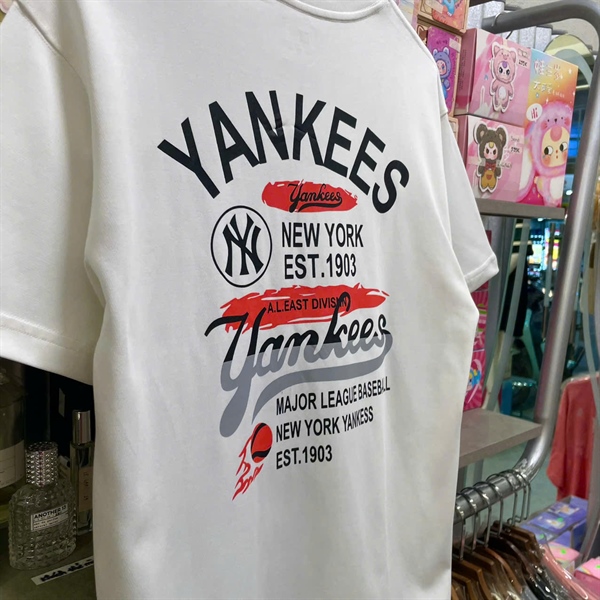 YANKEES
Yankees
NY
NEW YORK
EST.1903
A.L.EAST DIVISION
Yankees
MAJOR LEAGUE BASEBALL
NEW YORK YANKESS
EST.1903